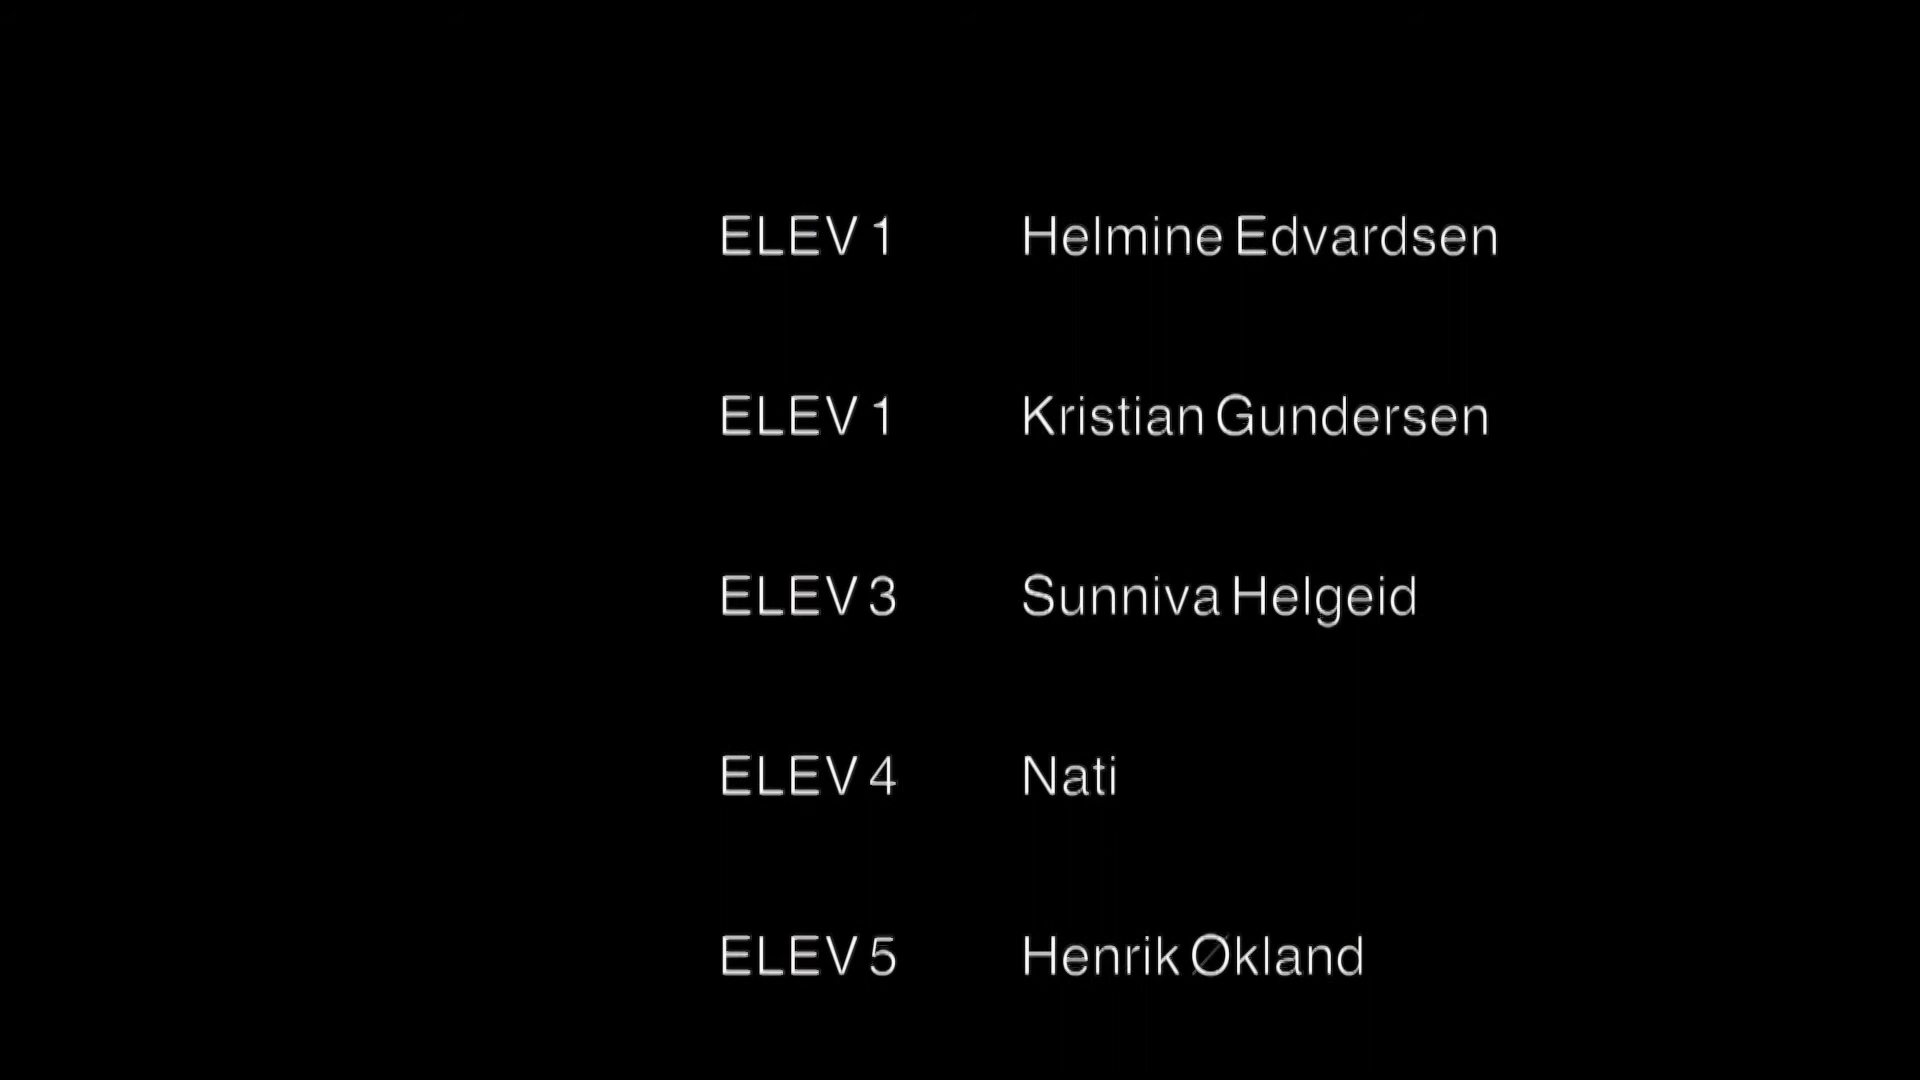 ELEV 1 Helmine Edvardsen
ELEV 1 Kristian Gundersen
ELEV 3 Sunniva Helgeid
ELEV 4 Nati
ELEV 5 Henrik Økland